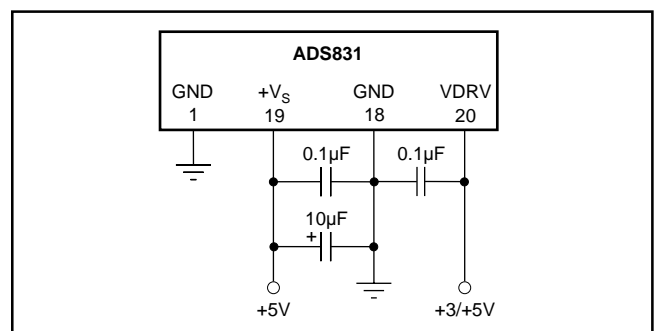 ADS831
GND +VS GND VDRV
1 19 18 20
0.1µF 0.1µF
10µF
+
+5V +3/+5V